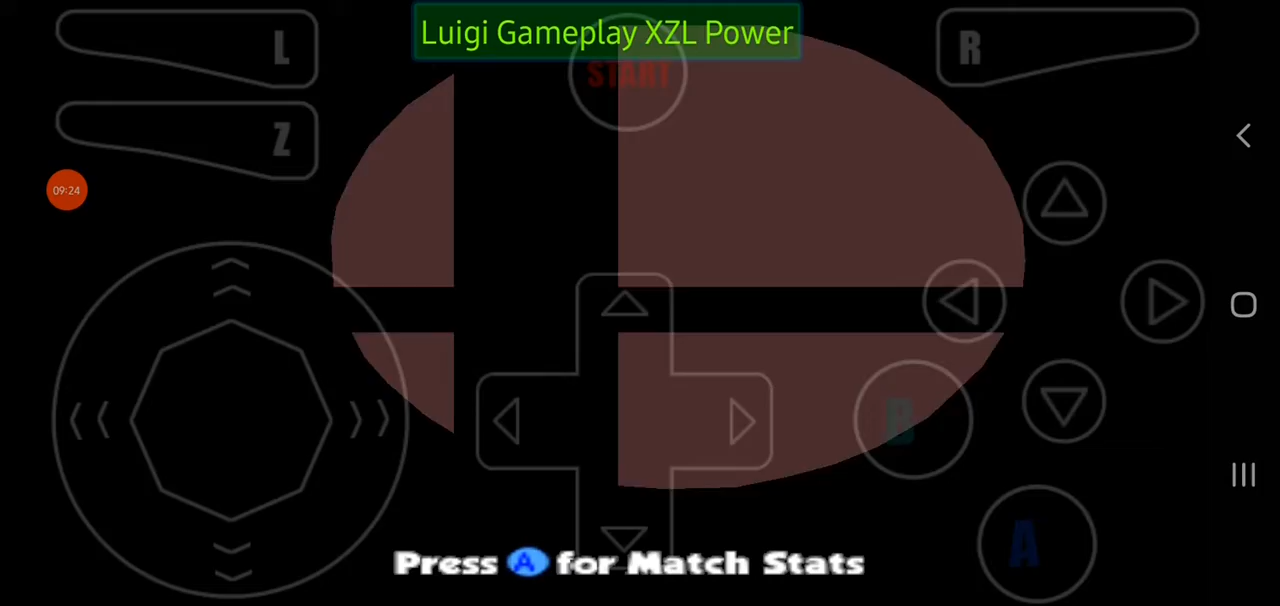 Luigi Gameplay XZL Power
L
START
R
Z
09:24
B
A
Press A for Match Stats